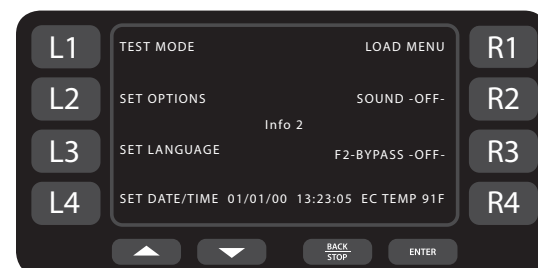 L1 TEST MODE LOAD MENU R1
L2 SET OPTIONS SOUND -OFF- R2
Info 2
L3 SET LANGUAGE F2-BYPASS -OFF- R3
L4 SET DATE/TIME 01/01/00 13:23:05 EC TEMP 91F R4
BACK ENTER
STOP